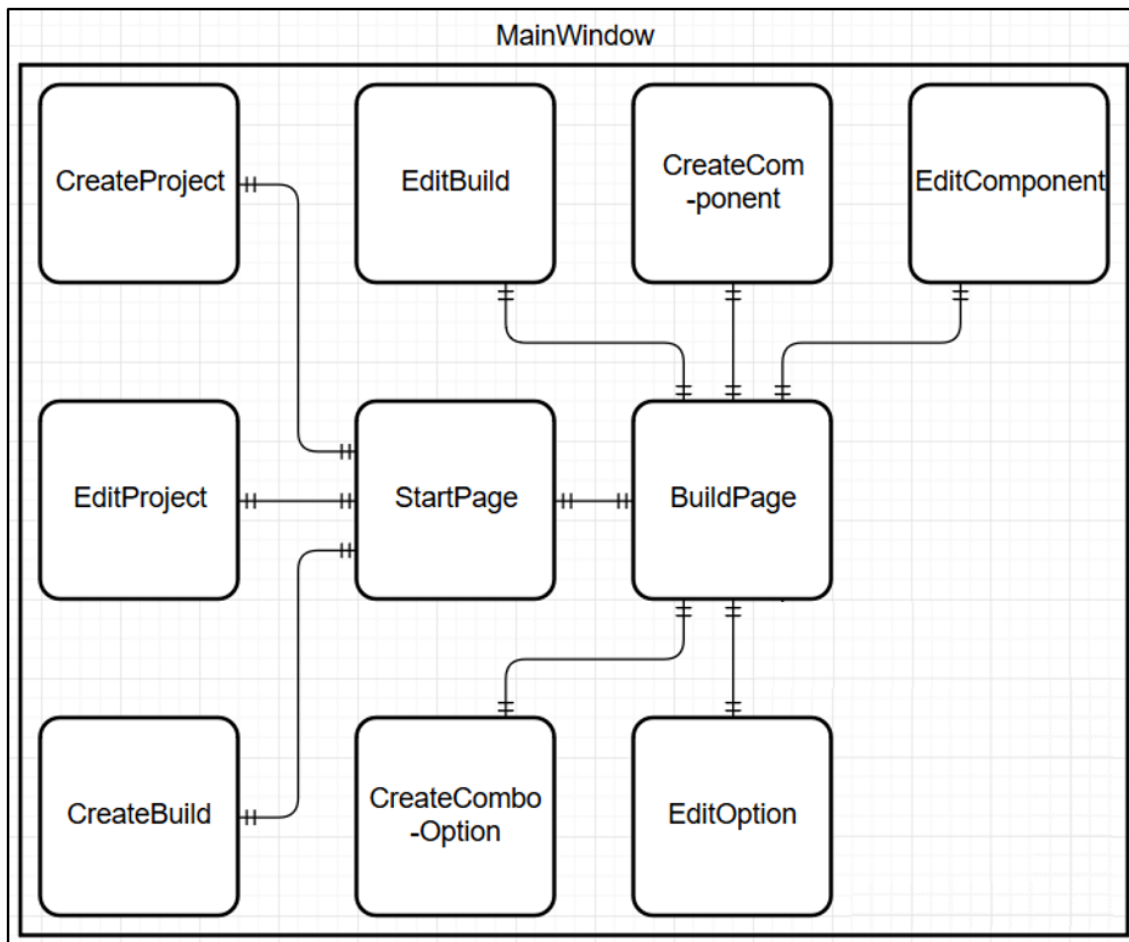 MainWindow
CreateProject
EditBuild
CreateCom
-ponent
EditComponent
EditProject
StartPage
BuildPage
CreateBuild
CreateCombo
-Option
EditOption